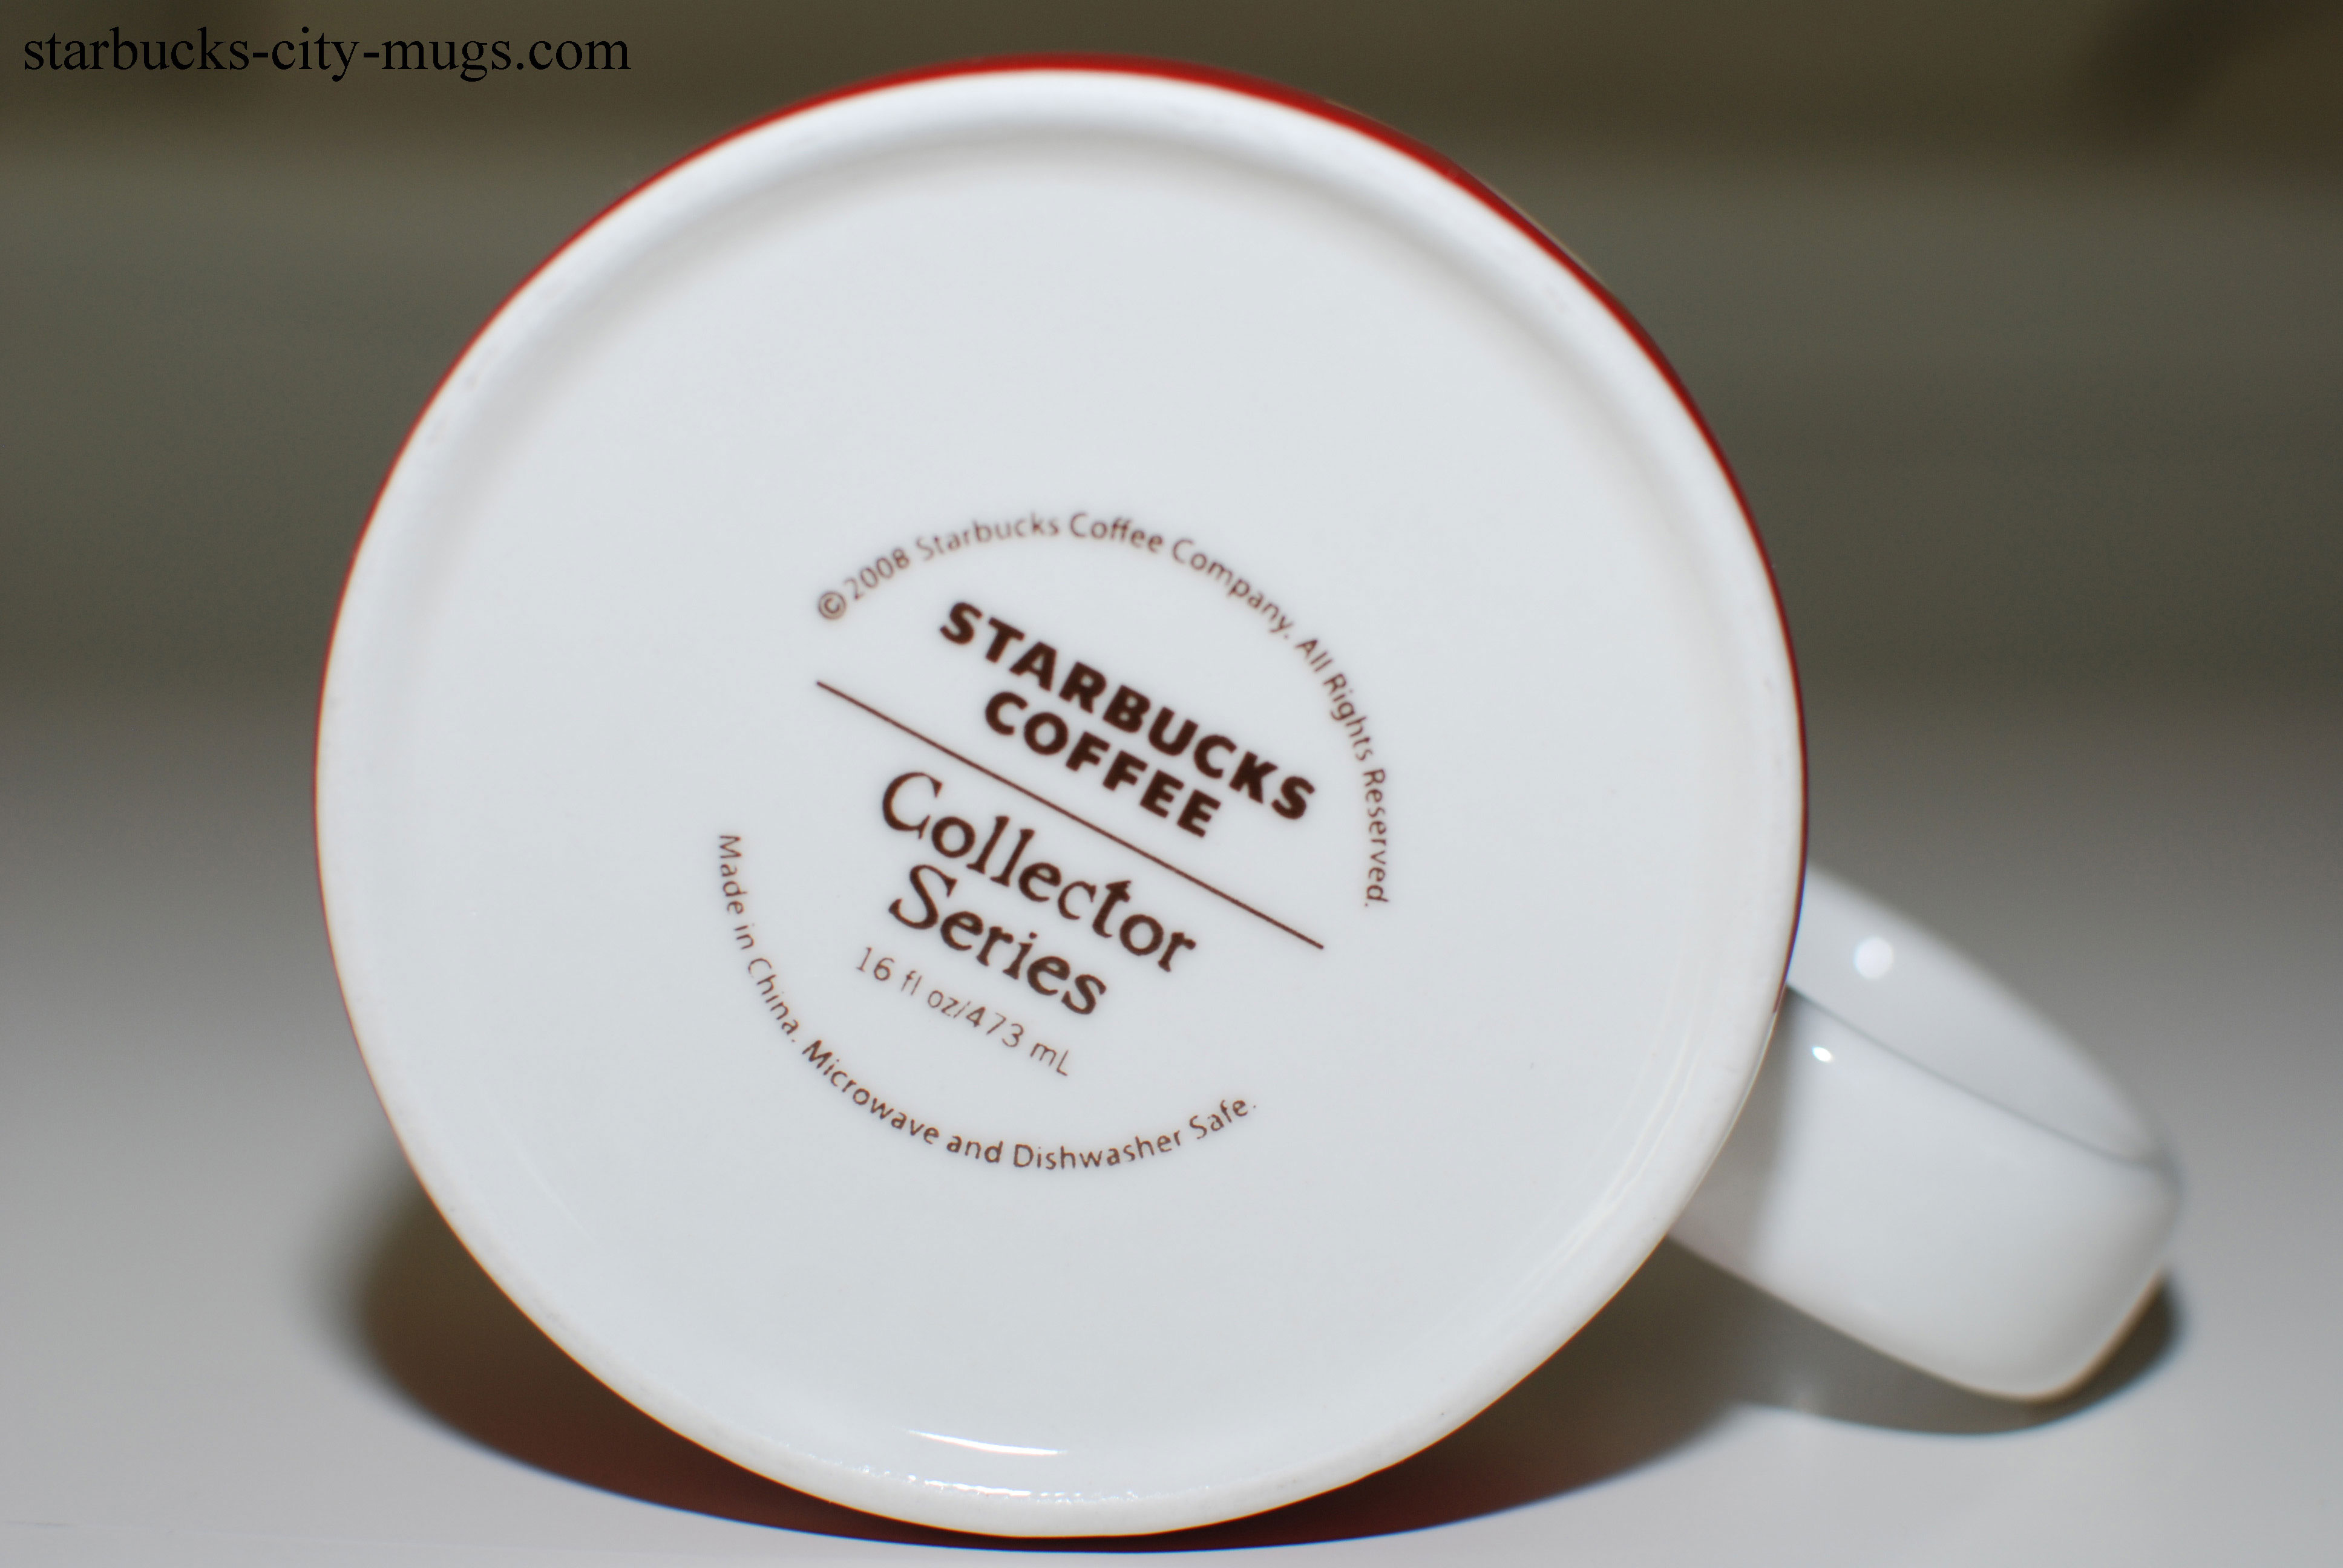 starbucks-city-mugs.com
©2008 Starbucks Coffee Company. All Rights Reserved.
STARBUCKS
COFFEE
Collector
Series
16 fl oz/473 mL
Made in China. Microwave and Dishwasher Safe.